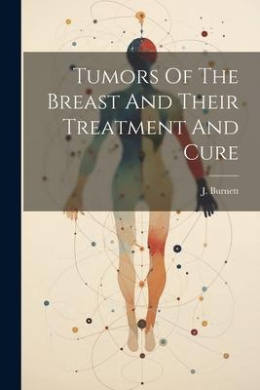 Tumors Of The
Breast And Their
Treatment And
Cure
J. Burnett